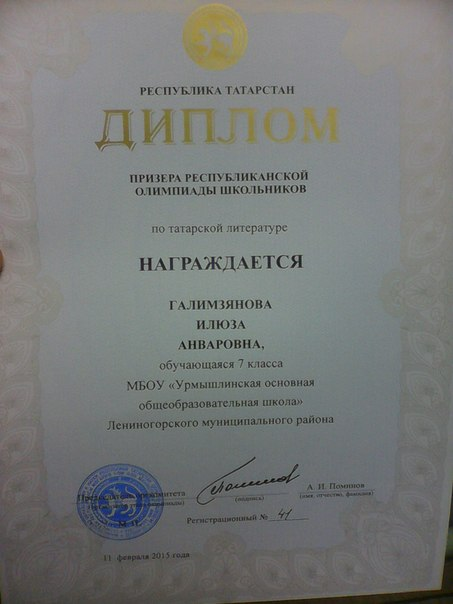 РЕСПУБЛИКА ТАТАРСТАН
ДИПЛОМ
ПРИЗЕРА РЕСПУБЛИКАНСКОЙ
ОЛИМПИАДЫ ШКОЛЬНИКОВ
по татарской литературе
НАГРАЖДАЕТСЯ
ГАЛИМЗЯНОВА
ИЛЮЗА
АНВАРОВНА,
обучающаяся 7 класса
МБОУ «Урмышлинская основная
общеобразовательная школа»
Лениногорского муниципального района
Председатель оргкомитета
А. И. Поминов
(подпись)
(имя, отчество, фамилия)
М.П.
Регистрационный № 41
11 февраля 2015 года